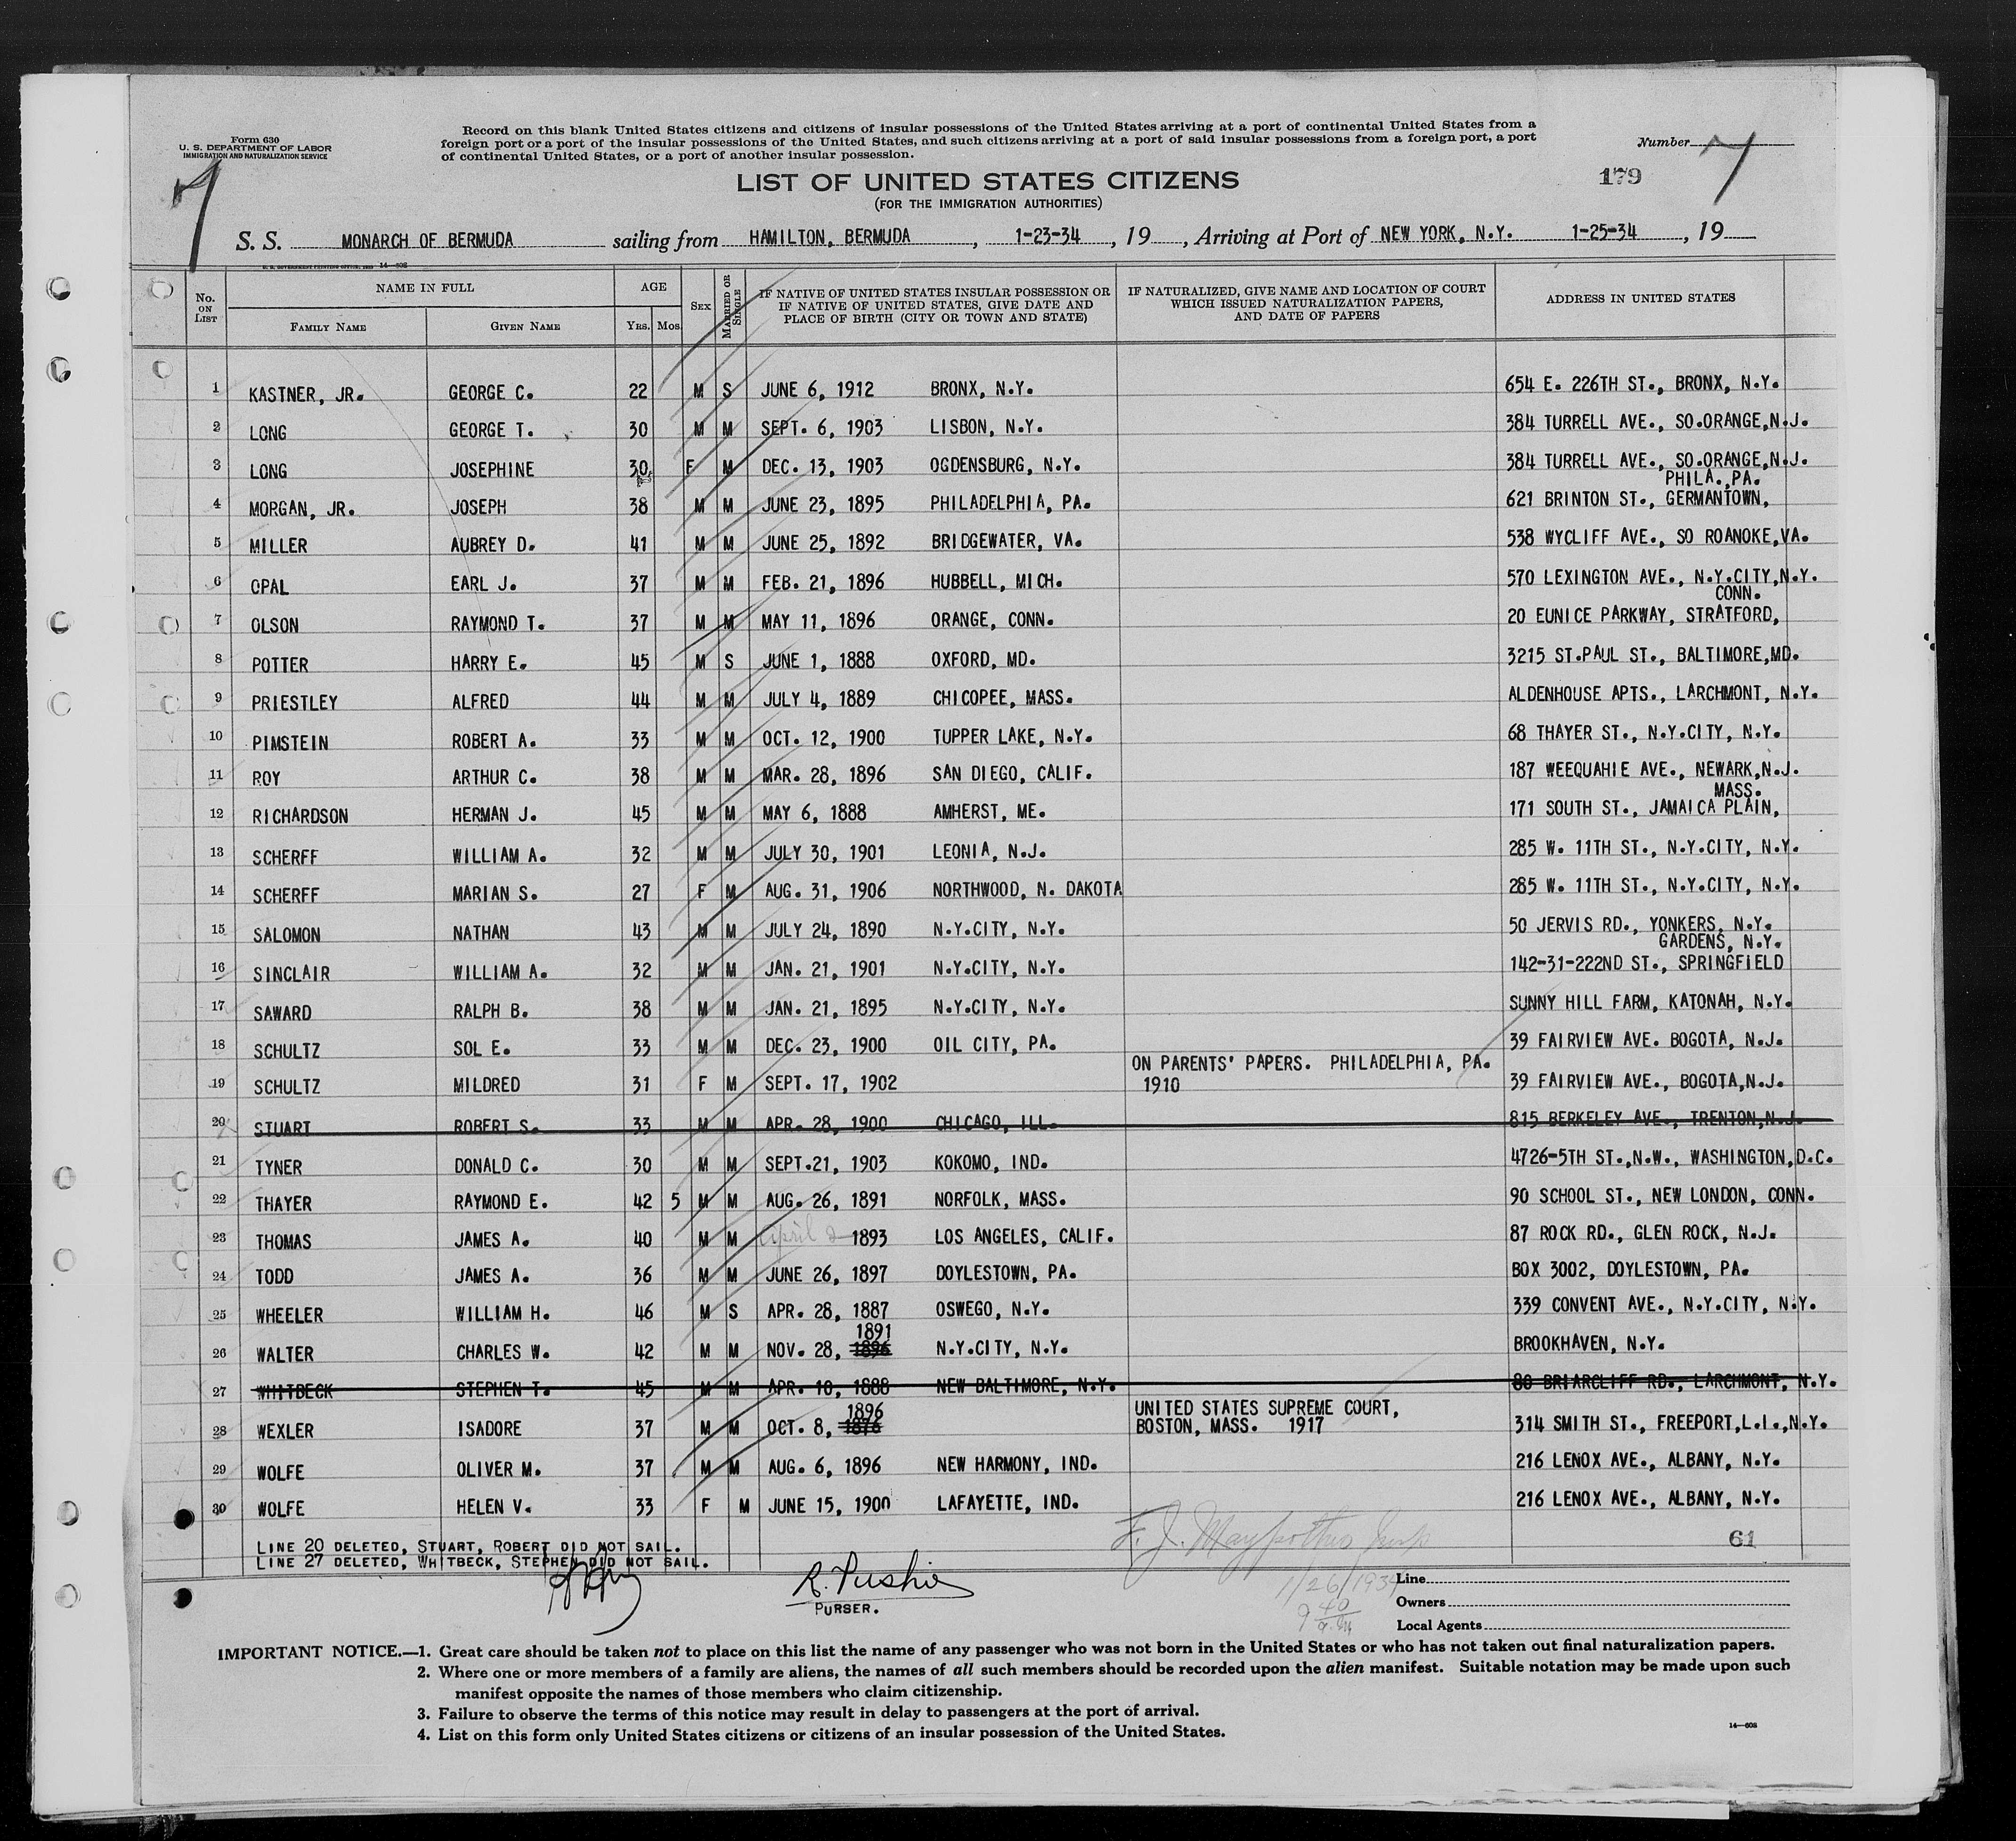 Form 630
U. S. DEPARTMENT OF LABOR
IMMIGRATION AND NATURALIZATION SERVICE
Record on this blank United States citizens and citizens of insular possessions of the United States arriving at a port of continental United States from a
foreign port or a port of the insular possessions of the United States, and such citizens arriving at a port of said insular possessions from a foreign port, a port
of continental United States, or a port of another insular possession.
Number 7
179
7
LIST OF UNITED STATES CITIZENS
(FOR THE IMMIGRATION AUTHORITIES)
S. S. MONARCH OF BERMUDA sailing from HAMILTON, BERMUDA, 1-23-34, 19, Arriving at Port of NEW YORK, N.Y. 1-25-34, 19
No. ON LIST
NAME IN FULL
FAMILY NAME
GIVEN NAME
AGE
YRS.
MOS.
SEX
MARRIED OR SINGLE
IF NATIVE OF UNITED STATES INSULAR POSSESSION OR
IF NATIVE OF UNITED STATES, GIVE DATE AND
PLACE OF BIRTH (CITY OR TOWN AND STATE)
IF NATURALIZED, GIVE NAME AND LOCATION OF COURT
WHICH ISSUED NATURALIZATION PAPERS,
AND DATE OF PAPERS
ADDRESS IN UNITED STATES
1 KASTNER, JR. GEORGE C. 22 M S JUNE 6, 1912 BRONX, N.Y. 654 E. 226TH ST., BRONX, N.Y.
2 LONG GEORGE T. 30 M M SEPT. 6, 1903 LISBON, N.Y. 384 TURRELL AVE., SO.ORANGE,N.J.
3 LONG JOSEPHINE 30 F M DEC. 13, 1903 OGDENSBURG, N.Y. 384 TURRELL AVE., SO.ORANGE,N.J.
PHILA.,PA.
4 MORGAN, JR. JOSEPH 38 M M JUNE 23, 1895 PHILADELPHIA, PA. 621 BRINTON ST., GERMANTOWN,
5 MILLER AUBREY D. 41 M M JUNE 25, 1892 BRIDGEWATER, VA. 538 WYCLIFF AVE., SO ROANOKE,VA.
6 OPAL EARL J. 37 M M FEB. 21, 1896 HUBBELL, MICH. 570 LEXINGTON AVE., N.Y.CITY,N.Y.
CONN.
7 OLSON RAYMOND T. 37 M M MAY 11, 1896 ORANGE, CONN. 20 EUNICE PARKWAY, STRATFORD,
8 POTTER HARRY E. 45 M S JUNE 1, 1888 OXFORD, MD. 3215 ST.PAUL ST., BALTIMORE,MD.
9 PRIESTLEY ALFRED 44 M M JULY 4, 1889 CHICOPEE, MASS. ALDENHOUSE APTS., LARCHMONT, N.Y.
10 PIMSTEIN ROBERT A. 33 M M OCT. 12, 1900 TUPPER LAKE, N.Y. 68 THAYER ST., N.Y.CITY, N.Y.
11 ROY ARTHUR C. 38 M M MAR. 28, 1896 SAN DIEGO, CALIF. 187 WEEQUAHIE AVE., NEWARK,N.J.
MASS.
12 RICHARDSON HERMAN J. 45 M M MAY 6, 1888 AMHERST, ME. 171 SOUTH ST., JAMAICA PLAIN,
13 SCHERFF WILLIAM A. 32 M M JULY 30, 1901 LEONIA, N.J. 285 W. 11TH ST., N.Y.CITY, N.Y.
14 SCHERFF MARIAN S. 27 F M AUG. 31, 1906 NORTHWOOD, N. DAKOTA 285 W. 11TH ST., N.Y.CITY, N.Y.
15 SALOMON NATHAN 43 M M JULY 24, 1890 N.Y.CITY, N.Y. 50 JERVIS RD., YONKERS, N.Y.
GARDENS, N.Y.
16 SINCLAIR WILLIAM A. 32 M M JAN. 21, 1901 N.Y.CITY, N.Y. 142-31-222ND ST., SPRINGFIELD
17 SAWARD RALPH B. 38 M M JAN. 21, 1895 N.Y.CITY, N.Y. SUNNY HILL FARM, KATONAH, N.Y.
18 SCHULTZ SOL E. 33 M M DEC. 23, 1900 OIL CITY, PA. 39 FAIRVIEW AVE. BOGOTA, N.J.
ON PARENTS' PAPERS. PHILADELPHIA, PA.
19 SCHULTZ MILDRED 31 F M SEPT. 17, 1902 1910 39 FAIRVIEW AVE., BOGOTA,N.J.
20 STUART ROBERT S. 33 M M APR. 28, 1900 CHICAGO, ILL. 815 BERKELEY AVE., TRENTON,N.J.
21 TYNER DONALD C. 30 M M SEPT.21, 1903 KOKOMO, IND. 4726-5TH ST.,N.W., WASHINGTON,D.C.
22 THAYER RAYMOND E. 42 5 M M AUG. 26, 1891 NORFOLK, MASS. 90 SCHOOL ST., NEW LONDON, CONN.
23 THOMAS JAMES A. 40 M M April 2 1893 LOS ANGELES, CALIF. 87 ROCK RD., GLEN ROCK, N.J.
24 TODD JAMES A. 36 M M JUNE 26, 1897 DOYLESTOWN, PA. BOX 3002, DOYLESTOWN, PA.
25 WHEELER WILLIAM H. 46 M S APR. 28, 1887 OSWEGO, N.Y. 339 CONVENT AVE., N.Y.CITY, N.Y.
1891
26 WALTER CHARLES W. 42 M M NOV. 28, 1896 N.Y.CITY, N.Y. BROOKHAVEN, N.Y.
27 WHITBECK STEPHEN T. 45 M M APR. 10, 1888 NEW BALTIMORE, N.Y. 80 BRIARCLIFF RD., LARCHMONT, N.Y.
1896 UNITED STATES SUPREME COURT,
28 WEXLER ISADORE 37 M M OCT. 8, 1876 BOSTON, MASS. 1917 314 SMITH ST., FREEPORT,L.I.,N.Y.
29 WOLFE OLIVER M. 37 M M AUG. 6, 1896 NEW HARMONY, IND. 216 LENOX AVE., ALBANY, N.Y.
30 WOLFE HELEN V. 33 F M JUNE 15, 1900 LAFAYETTE, IND. 216 LENOX AVE., ALBANY, N.Y.
LINE 20 DELETED, STUART, ROBERT DID NOT SAIL.
LINE 27 DELETED, WHITBECK, STEPHEN DID NOT SAIL.
61
F. J.
1/26/1934
9 40 a.m
R.
PURSER.
Line
Owners
Local Agents
IMPORTANT NOTICE.—1. Great care should be taken not to place on this list the name of any passenger who was not born in the United States or who has not taken out final naturalization papers.
2. Where one or more members of a family are aliens, the names of all such members should be recorded upon the alien manifest. Suitable notation may be made upon such
manifest opposite the names of those members who claim citizenship.
3. Failure to observe the terms of this notice may result in delay to passengers at the port of arrival.
4. List on this form only United States citizens or citizens of an insular possession of the United States.
14—608